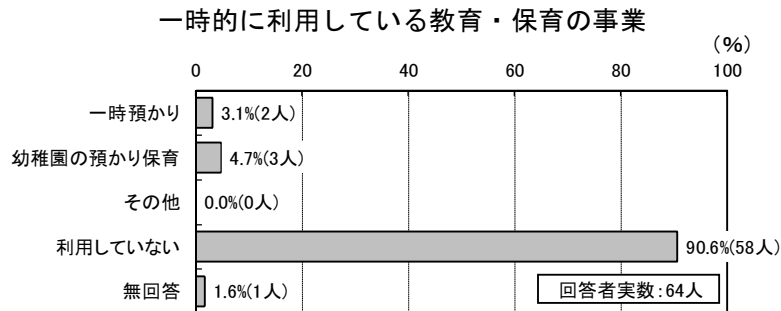 一時的に利用している教育・保育の事業
（％）
0 20 40 60 80 100
一時預かり 3.1%(2人)
幼稚園の預かり保育 4.7%(3人)
その他 0.0%(0人)
利用していない 90.6%(58人)
無回答 1.6%(1人)
回答者実数：64人